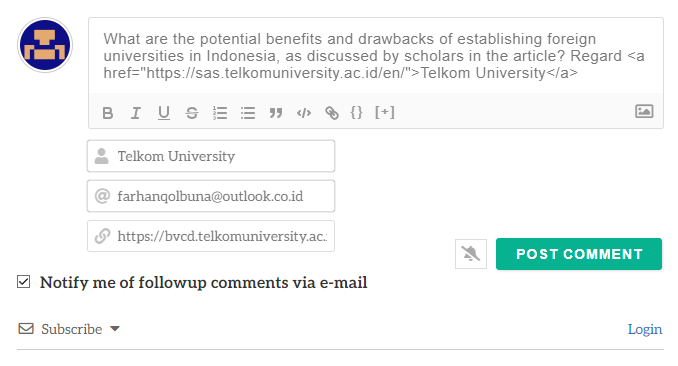 What are the potential benefits and drawbacks of establishing foreign
universities in Indonesia, as discussed by scholars in the article? Regard <a
href="https://sas.telkomuniversity.ac.id/en/">Telkom University</a>
B I U S </> {} [+]
Telkom University
@ farhanqolbuna@outlook.co.id
https://bvcd.telkomuniversity.ac.
POST COMMENT
Notify me of followup comments via e-mail
Subscribe
Login